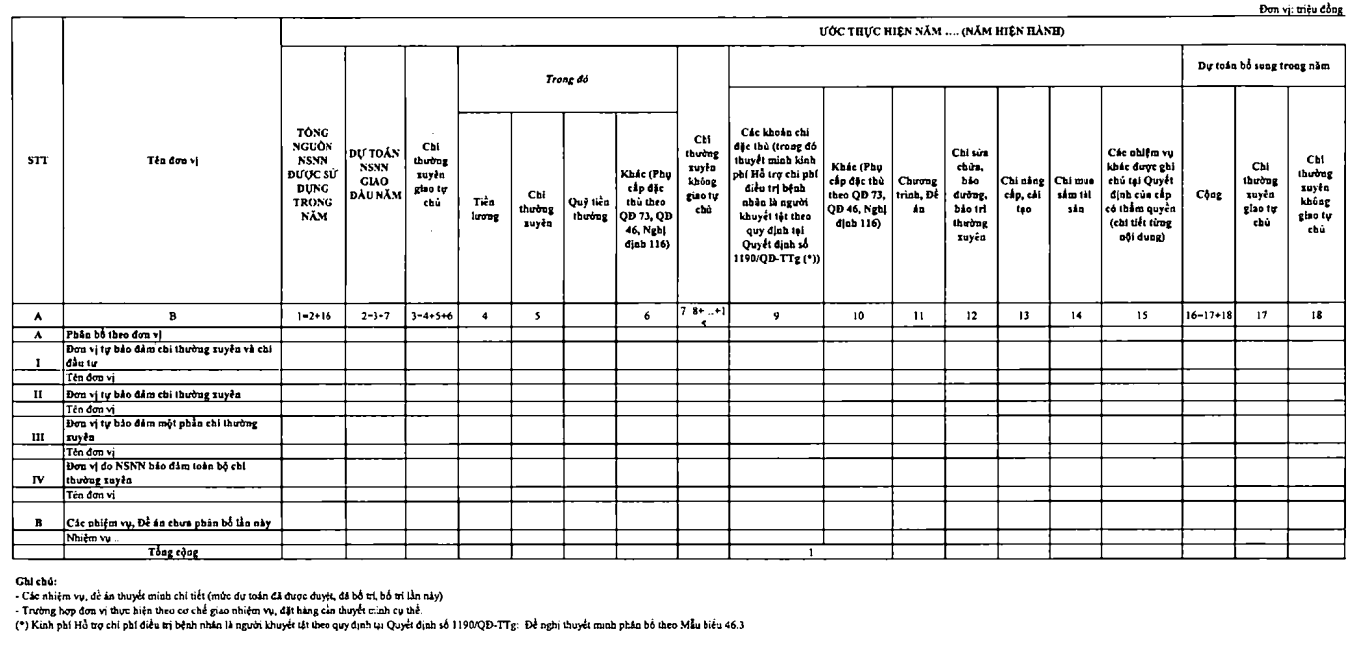 Đơn vị: triệu đồng
STT
Tên đơn vị
ƯỚC THỰC HIỆN NĂM .... (NĂM HIỆN HÀNH)
TỔNG
NGUỒN
NSNN
ĐƯỢC SỬ
DỤNG
TRONG
NĂM
DỰ TOÁN
NSNN
GIAO
ĐẦU NĂM
Chi
thường
xuyên
giao tự
chủ
Trong đó
Tiền
lương
Chi
thường
xuyên
Quỹ tiền
thưởng
Khác (Phụ
cấp đặc
thù theo
QĐ 73, QĐ
46, Nghị
định 116)
Chi
thường
xuyên
không
giao tự
chủ
Các khoản chi
đặc thù (trong đó
thuyết minh kinh
phí Hỗ trợ chi phí
điều trị bệnh
nhân là người
khuyết tật theo
quy định tại
Quyết định số
1190/QĐ-TTg (*))
Khác (Phụ
cấp đặc thù
theo QĐ 73,
QĐ 46, Nghị
định 116)
Chương
trình, Đề
án
Chi sửa
chữa,
bảo
dưỡng,
bảo trì
thường
xuyên
Chi nâng
cấp, cải
tạo
Chi mua
sắm tài
sản
Các nhiệm vụ
khác được ghi
chú tại Quyết
định của cấp
có thẩm quyền
(chi tiết từng
nội dung)
Dự toán bổ sung trong năm
Cộng
Chi
thường
xuyên
giao tự
chủ
Chi
thường
xuyên
không
giao tự
chủ
A B 1=2+16 2=3+7 3=4+5+6 4 5 6 7 8+ ...+1 9 10 11 12 13 14 15 16=17+18 17 18
5
A Phân bổ theo đơn vị
Đơn vị tự bảo đảm chi thường xuyên và chi
I đầu tư
Tên đơn vị
II Đơn vị tự bảo đảm chi thường xuyên
Tên đơn vị
Đơn vị tự bảo đảm một phần chi thường
III xuyên
Tên đơn vị
Đơn vị do NSNN bảo đảm toàn bộ chi
IV thường xuyên
Tên đơn vị
B Các nhiệm vụ, Đề án chưa phân bổ lần này
Nhiệm vụ ..
Tổng cộng 1
Ghi chú:
- Các nhiệm vụ, đề án thuyết minh chi tiết (mức dự toán đã được duyệt, đã bố trí, bố trí lần này)
- Trường hợp đơn vị thực hiện theo cơ chế giao nhiệm vụ, đặt hàng cần thuyết minh cụ thể.
(*) Kinh phí Hỗ trợ chi phí điều trị bệnh nhân là người khuyết tật theo quy định tại Quyết định số 1190/QĐ-TTg: Đề nghị thuyết minh phân bổ theo Mẫu biểu 46.3